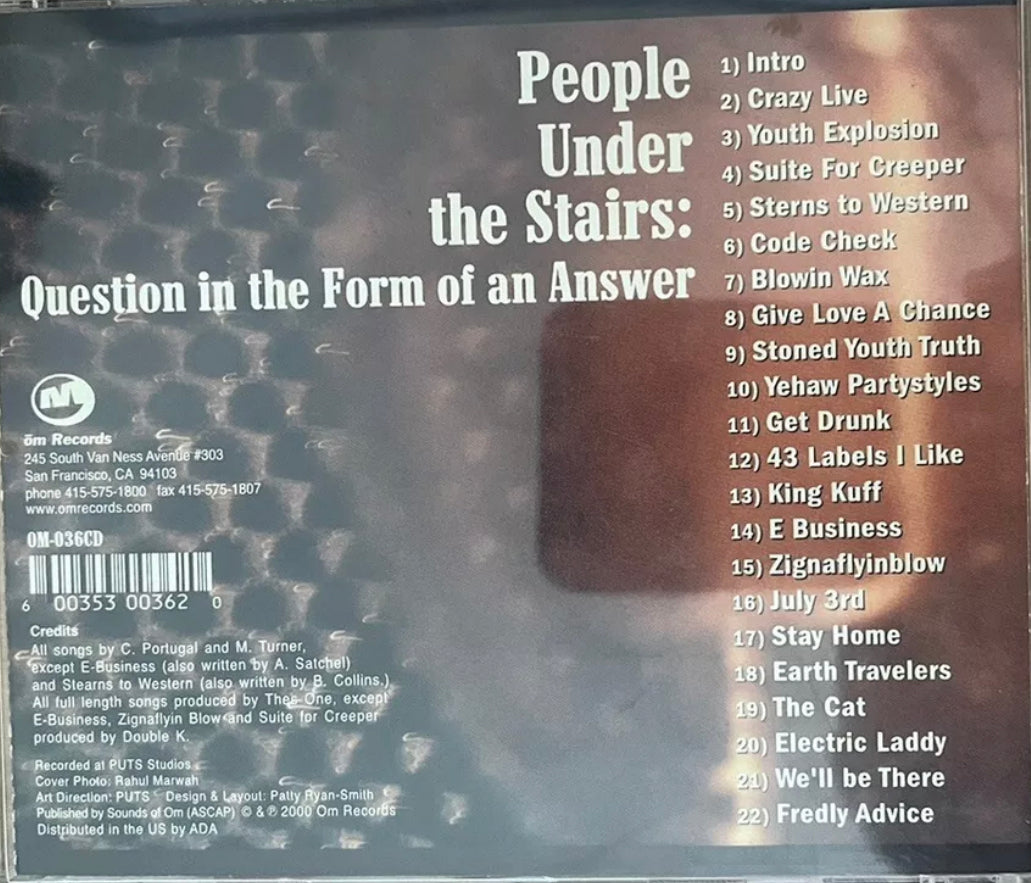 People
Under
the Stairs:
Question in the Form of an Answer
1) Intro
2) Crazy Live
3) Youth Explosion
4) Suite For Creeper
5) Sterns to Western
6) Code Check
7) Blowin Wax
8) Give Love A Chance
9) Stoned Youth Truth
10) Yehaw Partystyles
11) Get Drunk
12) 43 Labels I Like
13) King Kuff
14) E Business
15) Zignaflyinblow
16) July 3rd
17) Stay Home
18) Earth Travelers
19) The Cat
20) Electric Laddy
21) We'll be There
22) Fredly Advice
ōm Records
245 South Van Ness Avenue #303
San Francisco, CA 94103
phone 415-575-1800 fax 415-575-1807
www.omrecords.com
OM-036CD
6 00353 00362 0
Credits
All songs by C. Portugal and M. Turner,
except E-Business (also written by A. Satchel)
and Stearns to Western (also written by B. Collins.)
All full length songs produced by Thes One, except
E-Business, Zignaflyin Blow and Suite for Creeper
produced by Double K.
Recorded at PUTS Studios
Cover Photo: Rahul Marwah
Art Direction: PUTS Design & Layout: Patty Ryan-Smith
Published by Sounds of Om (ASCAP) © & ℗ 2000 Om Records
Distributed in the US by ADA